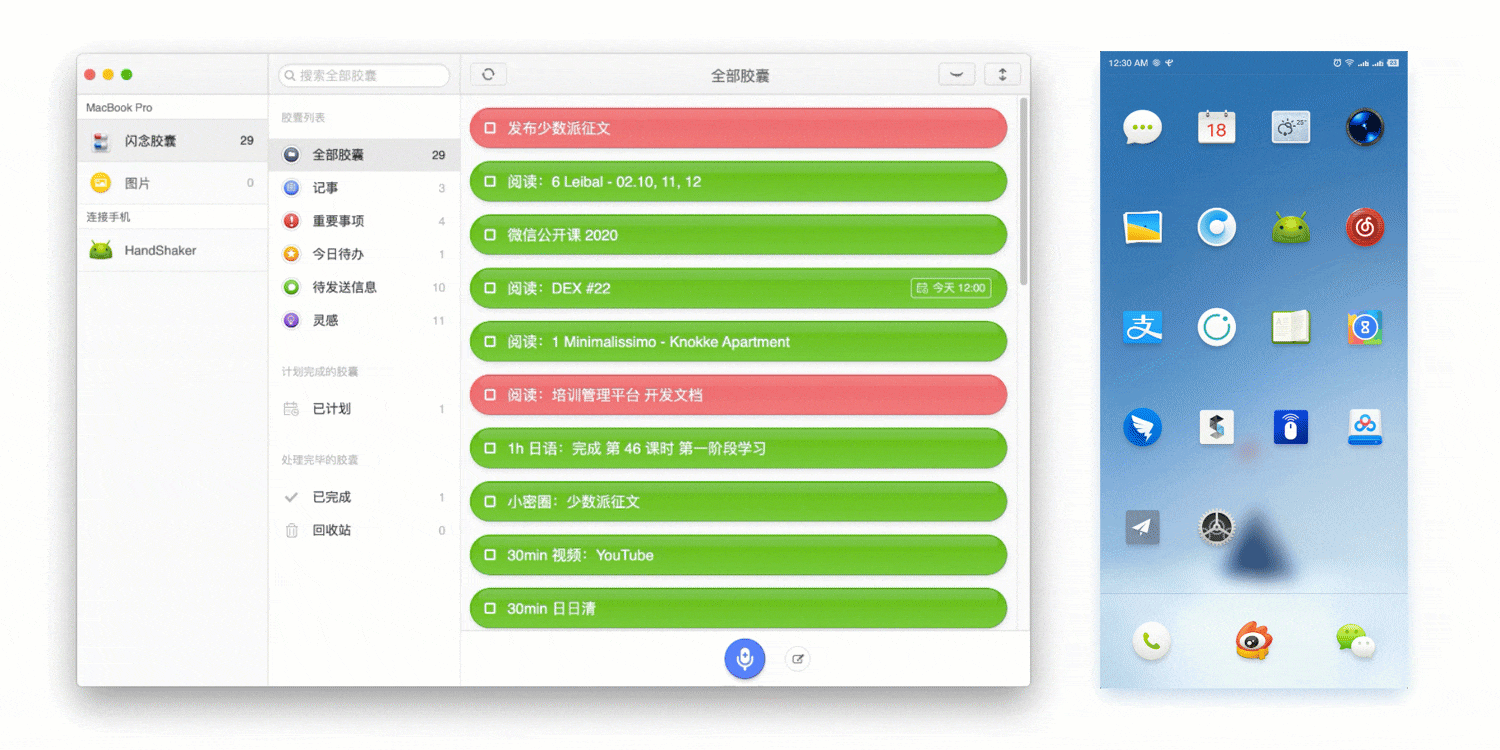 搜索全部胶囊
全部胶囊
MacBook Pro
闪念胶囊 29
图片 0
连接手机
HandShaker
胶囊列表
全部胶囊 29
记事 3
重要事项 4
今日待办 1
待发送信息 10
灵感 11
计划完成的胶囊
已计划 1
处理完毕的胶囊
已完成 1
回收站 0
发布少数派征文
阅读：6 Leibal - 02.10, 11, 12
微信公开课 2020
阅读：DEX #22 今天 12:00
阅读：1 Minimalissimo - Knokke Apartment
阅读：培训管理平台 开发文档
1h 日语：完成 第 46 课时 第一阶段学习
小密圈：少数派征文
30min 视频：YouTube
30min 日日清
12:30 AM
18
25°
支